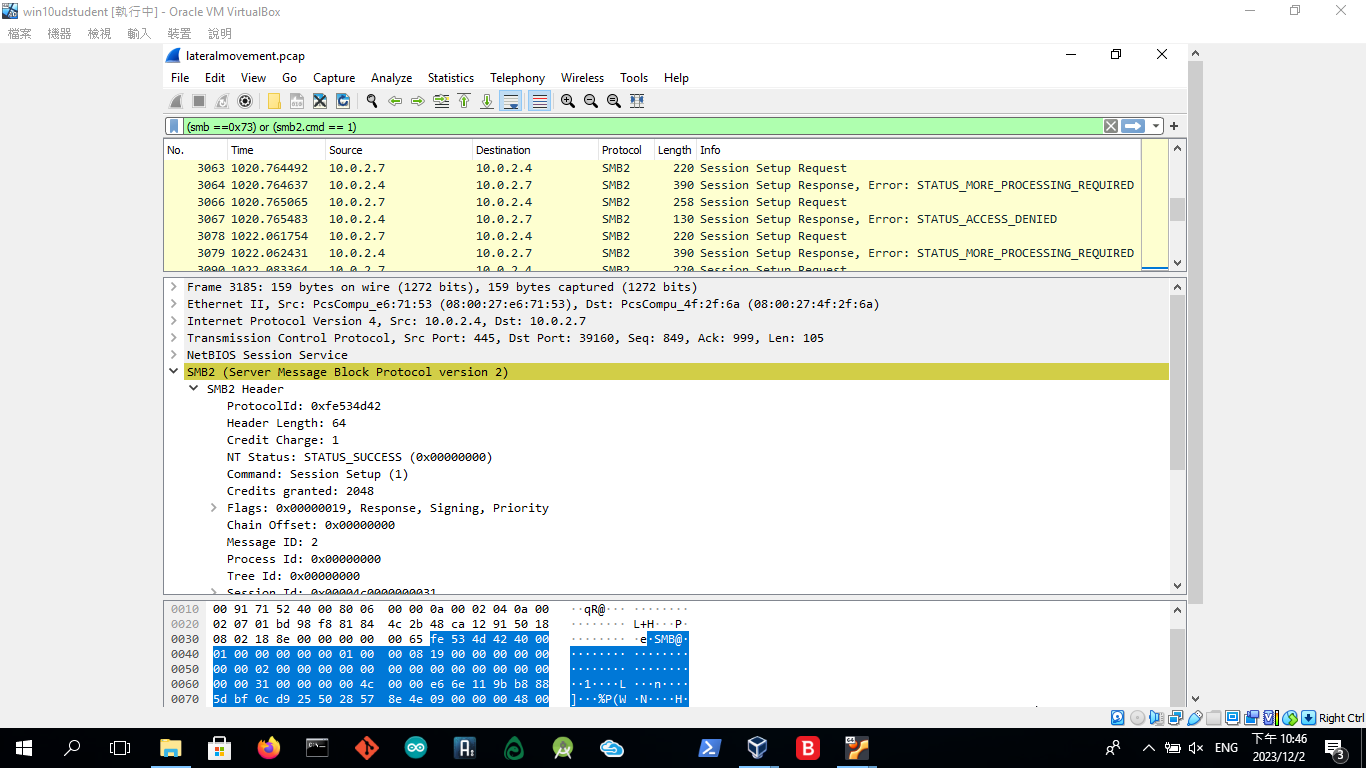 win10udstudent [執行中] - Oracle VM VirtualBox
檔案 機器 檢視 輸入 裝置 說明
lateralmovement.pcap
File Edit View Go Capture Analyze Statistics Telephony Wireless Tools Help
(smb ==0x73) or (smb2.cmd == 1)
No. Time Source Destination Protocol Length Info
3063 1020.764492 10.0.2.7 10.0.2.4 SMB2 220 Session Setup Request
3064 1020.764637 10.0.2.4 10.0.2.7 SMB2 390 Session Setup Response, Error: STATUS_MORE_PROCESSING_REQUIRED
3066 1020.765065 10.0.2.7 10.0.2.4 SMB2 258 Session Setup Request
3067 1020.765483 10.0.2.4 10.0.2.7 SMB2 130 Session Setup Response, Error: STATUS_ACCESS_DENIED
3078 1022.061754 10.0.2.7 10.0.2.4 SMB2 220 Session Setup Request
3079 1022.062431 10.0.2.4 10.0.2.7 SMB2 390 Session Setup Response, Error: STATUS_MORE_PROCESSING_REQUIRED
3090 1022.083364 10.0.2.7 10.0.2.4 SMB2 220 Session Setup Request
Frame 3185: 159 bytes on wire (1272 bits), 159 bytes captured (1272 bits)
Ethernet II, Src: PcsCompu_e6:71:53 (08:00:27:e6:71:53), Dst: PcsCompu_4f:2f:6a (08:00:27:4f:2f:6a)
Internet Protocol Version 4, Src: 10.0.2.4, Dst: 10.0.2.7
Transmission Control Protocol, Src Port: 445, Dst Port: 39160, Seq: 849, Ack: 999, Len: 105
NetBIOS Session Service
SMB2 (Server Message Block Protocol version 2)
SMB2 Header
ProtocolId: 0xfe534d42
Header Length: 64
Credit Charge: 1
NT Status: STATUS_SUCCESS (0x00000000)
Command: Session Setup (1)
Credits granted: 2048
Flags: 0x00000019, Response, Signing, Priority
Chain Offset: 0x00000000
Message ID: 2
Process Id: 0x00000000
Tree Id: 0x00000000
Session Id: 0x00004c0000000031
0010 00 91 71 52 40 00 80 06 00 00 0a 00 02 04 0a 00 ··qR@··· ········
0020 02 07 01 bd 98 f8 81 84 4c 2b 48 ca 12 91 50 18 ········ L+H···P·
0030 08 02 18 8e 00 00 00 00 00 65 fe 53 4d 42 40 00 ········ ·e·SMB@·
0040 01 00 00 00 00 00 01 00 00 08 19 00 00 00 00 00 ········ ········
0050 00 00 02 00 00 00 00 00 00 00 00 00 00 00 00 00 ········ ········
0060 00 00 31 00 00 00 00 4c 00 00 e6 6e 11 9b b8 88 ··1····L ···n····
0070 5d bf 0c d9 25 50 28 57 8e 4e 09 00 00 00 48 00 ]···%P(W ·N····H·
Right Ctrl
ENG
下午 10:46
2023/12/2
3